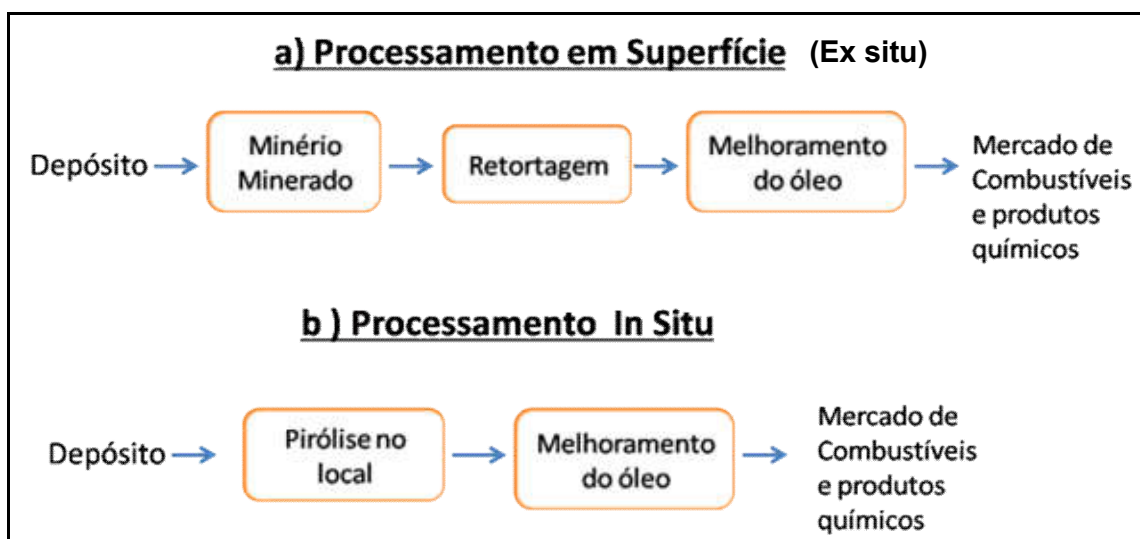 a) Processamento em Superfície (Ex situ)
Depósito
Minério
Minerado
Retortagem
Melhoramento
do óleo
Mercado de
Combustíveis
e produtos
químicos
b ) Processamento In Situ
Depósito
Pirólise no
local
Melhoramento
do óleo
Mercado de
Combustíveis
e produtos
químicos